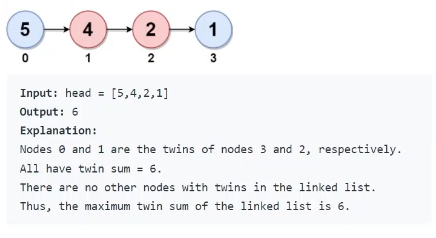 5 4 2 1
0 1 2 3
Input: head = [5,4,2,1]
Output: 6
Explanation:
Nodes 0 and 1 are the twins of nodes 3 and 2, respectively.
All have twin sum = 6.
There are no other nodes with twins in the linked list.
Thus, the maximum twin sum of the linked list is 6.